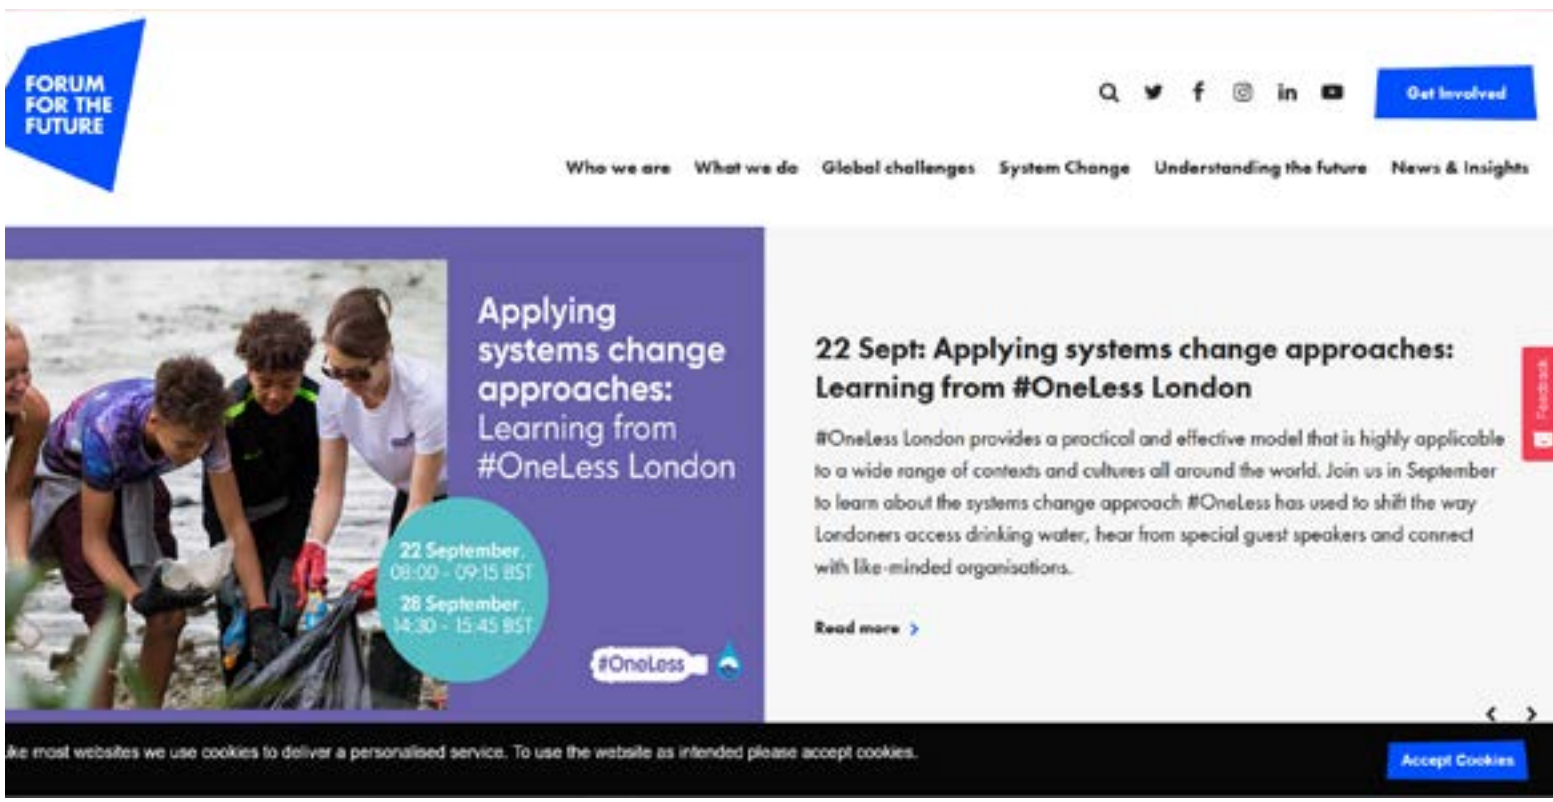 FORUM
FOR THE
FUTURE
Get Involved
Who we are What we do Global challenges System Change Understanding the future News & Insights
Applying
systems change
approaches:
Learning from
#OneLess London
22 September,
08:00 - 09:15 BST
28 September,
14:30 - 15:45 BST
#OneLess
22 Sept: Applying systems change approaches:
Learning from #OneLess London
#OneLess London provides a practical and effective model that is highly applicable
to a wide range of contexts and cultures all around the world. Join us in September
to learn about the systems change approach #OneLess has used to shift the way
Londoners access drinking water, hear from special guest speakers and connect
with like-minded organisations.
Read more
Feedback
ike most websites we use cookies to deliver a personalised service. To use the website as intended please accept cookies.
Accept Cookies